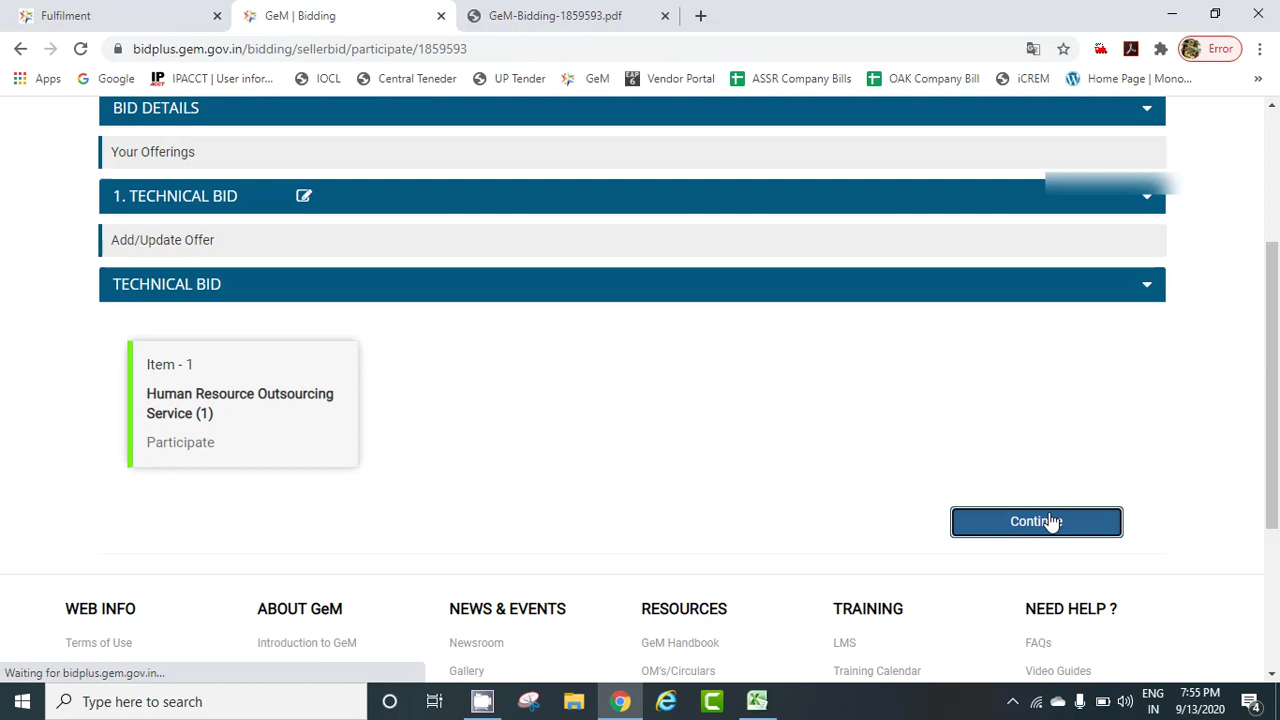 Fulfilment
GeM | Bidding
GeM-Bidding-1859593.pdf
bidplus.gem.gov.in/bidding/sellerbid/participate/1859593
Error
Apps
Google
IPACCT | User infor...
IOCL
Central Teneder
UP Tender
GeM
Vendor Portal
ASSR Company Bills
OAK Company Bill
iCREM
Home Page | Mono...
»
BID DETAILS
Your Offerings
1. TECHNICAL BID
Add/Update Offer
TECHNICAL BID
Item - 1
Human Resource Outsourcing
Service (1)
Participate
Continue
WEB INFO
ABOUT GeM
NEWS & EVENTS
RESOURCES
TRAINING
NEED HELP ?
Terms of Use
Introduction to GeM
Newsroom
GeM Handbook
LMS
FAQs
Gallery
OM's/Circulars
Training Calendar
Video Guides
Waiting for bidplus.gem.gov.in...
Type here to search
ENG
IN
7:55 PM
9/13/2020
4